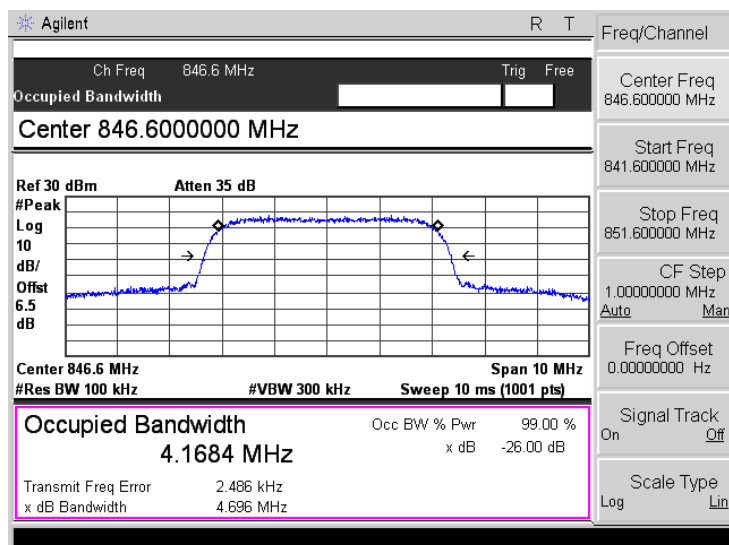 Agilent R T
Ch Freq 846.6 MHz Trig Free
Occupied Bandwidth
Center 846.6000000 MHz
Ref 30 dBm Atten 35 dB
#Peak
Log
10
dB/
Offst
6.5
dB
Center 846.6 MHz Span 10 MHz
#Res BW 100 kHz #VBW 300 kHz Sweep 10 ms (1001 pts)
Occupied Bandwidth Occ BW % Pwr 99.00 %
4.1684 MHz x dB -26.00 dB
Transmit Freq Error 2.486 kHz
x dB Bandwidth 4.696 MHz
Freq/Channel
Center Freq
846.600000 MHz
Start Freq
841.600000 MHz
Stop Freq
851.600000 MHz
CF Step
1.00000000 MHz
Auto Man
Freq Offset
0.00000000 Hz
Signal Track
On Off
Scale Type
Log Lin